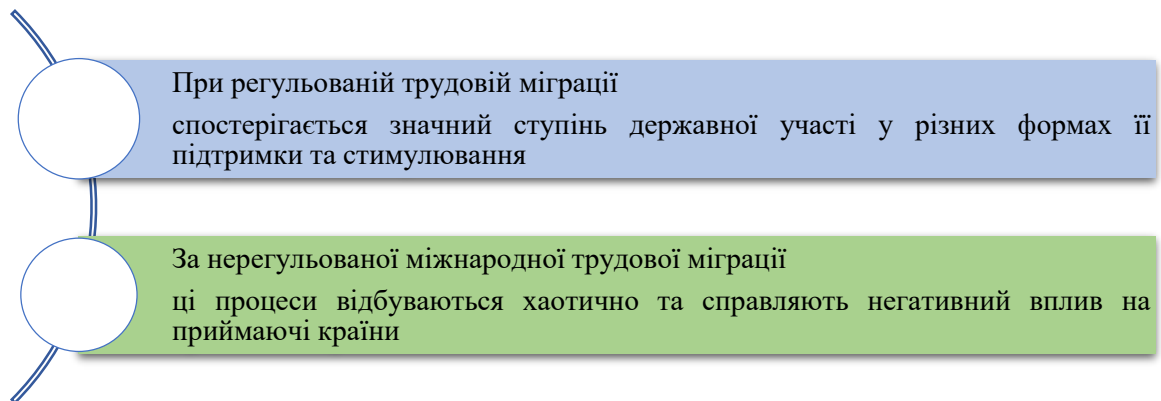 При регульованій трудовій міграції
спостерігається значний ступінь державної участі у різних формах її
підтримки та стимулювання
За нерегульованої міжнародної трудової міграції
ці процеси відбуваються хаотично та справляють негативний вплив на
приймаючі країни